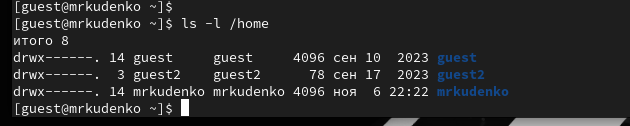 [guest@mrkudenko ~]$
[guest@mrkudenko ~]$ ls -l /home
итого 8
drwx------. 14 guest     guest     4096 сен 10  2023 guest
drwx------.  3 guest2    guest2      78 сен 17  2023 guest2
drwx------. 14 mrkudenko mrkudenko 4096 ноя  6 22:22 mrkudenko
[guest@mrkudenko ~]$